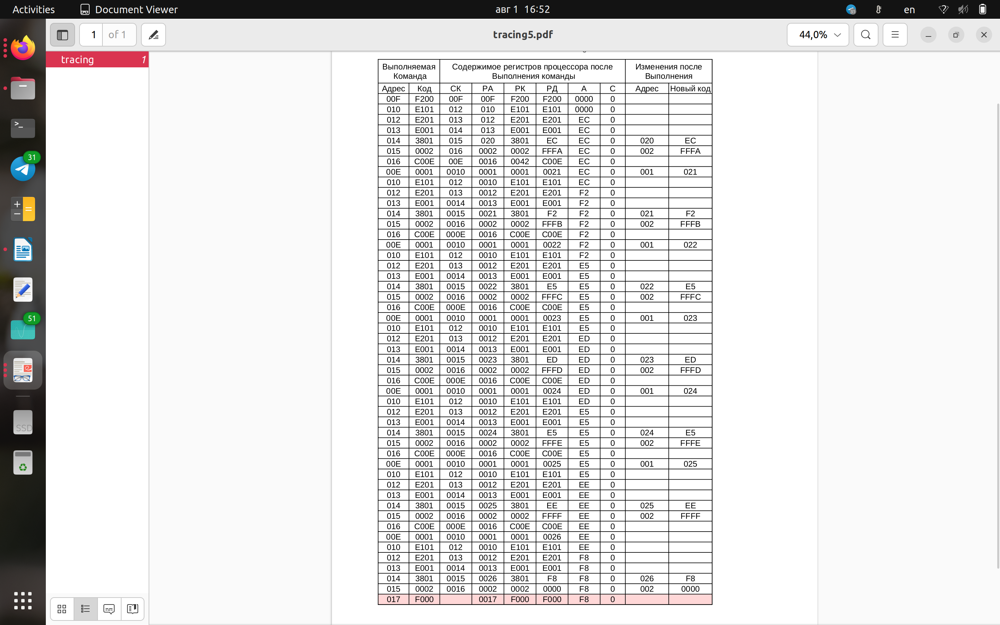 Activities Document Viewer авг 1 16:52 31 en
1 of 1 tracing5.pdf 44,0%
tracing 1
31
51
SSD
Выполняемая Команда Содержимое регистров процессора после Выполнения команды Изменения после Выполнения
Адрес Код СК РА РК РД А С Адрес Новый код
00F F200 00F 00F F200 F200 0000 0
010 E101 012 010 E101 E101 0000 0
012 E201 013 012 E201 E201 EC 0
013 E001 014 013 E001 E001 EC 0
014 3801 015 020 3801 EC EC 0 020 EC
015 0002 016 0002 0002 FFFA EC 0 002 FFFA
016 C00E 00E 0016 0042 C00E EC 0
00E 0001 0010 0001 0001 0021 EC 0 001 021
010 E101 012 0010 E101 E101 EC 0
012 E201 013 0012 E201 E201 F2 0
013 E001 0014 0013 E001 E001 F2 0
014 3801 0015 0021 3801 F2 F2 0 021 F2
015 0002 0016 0002 0002 FFFB F2 0 002 FFFB
016 C00E 000E 0016 C00E C00E F2 0
00E 0001 0010 0001 0001 0022 F2 0 001 022
010 E101 012 0010 E101 E101 F2 0
012 E201 013 0012 E201 E201 E5 0
013 E001 0014 0013 E001 E001 E5 0
014 3801 0015 0022 3801 E5 E5 0 022 E5
015 0002 0016 0002 0002 FFFC E5 0 002 FFFC
016 C00E 000E 0016 C00E C00E E5 0
00E 0001 0010 0001 0001 0023 E5 0 001 023
010 E101 012 0010 E101 E101 E5 0
012 E201 013 0012 E201 E201 ED 0
013 E001 0014 0013 E001 E001 ED 0
014 3801 0015 0023 3801 ED ED 0 023 ED
015 0002 0016 0002 0002 FFFD ED 0 002 FFFD
016 C00E 000E 0016 C00E C00E ED 0
00E 0001 0010 0001 0001 0024 ED 0 001 024
010 E101 012 0010 E101 E101 ED 0
012 E201 013 0012 E201 E201 E5 0
013 E001 0014 0013 E001 E001 E5 0
014 3801 0015 0024 3801 E5 E5 0 024 E5
015 0002 0016 0002 0002 FFFE E5 0 002 FFFE
016 C00E 000E 0016 C00E C00E E5 0
00E 0001 0010 0001 0001 0025 E5 0 001 025
010 E101 012 0010 E101 E101 E5 0
012 E201 013 0012 E201 E201 EE 0
013 E001 0014 0013 E001 E001 EE 0
014 3801 0015 0025 3801 EE EE 0 025 EE
015 0002 0016 0002 0002 FFFF EE 0 002 FFFF
016 C00E 000E 0016 C00E C00E EE 0
00E 0001 0010 0001 0001 0026 EE 0
010 E101 012 0010 E101 E101 EE 0
012 E201 013 0012 E201 E201 F8 0
013 E001 0014 0013 E001 E001 F8 0
014 3801 0015 0026 3801 F8 F8 0 026 F8
015 0002 0016 0002 0002 0000 F8 0 002 0000
017 F000 0017 F000 F000 F8 0